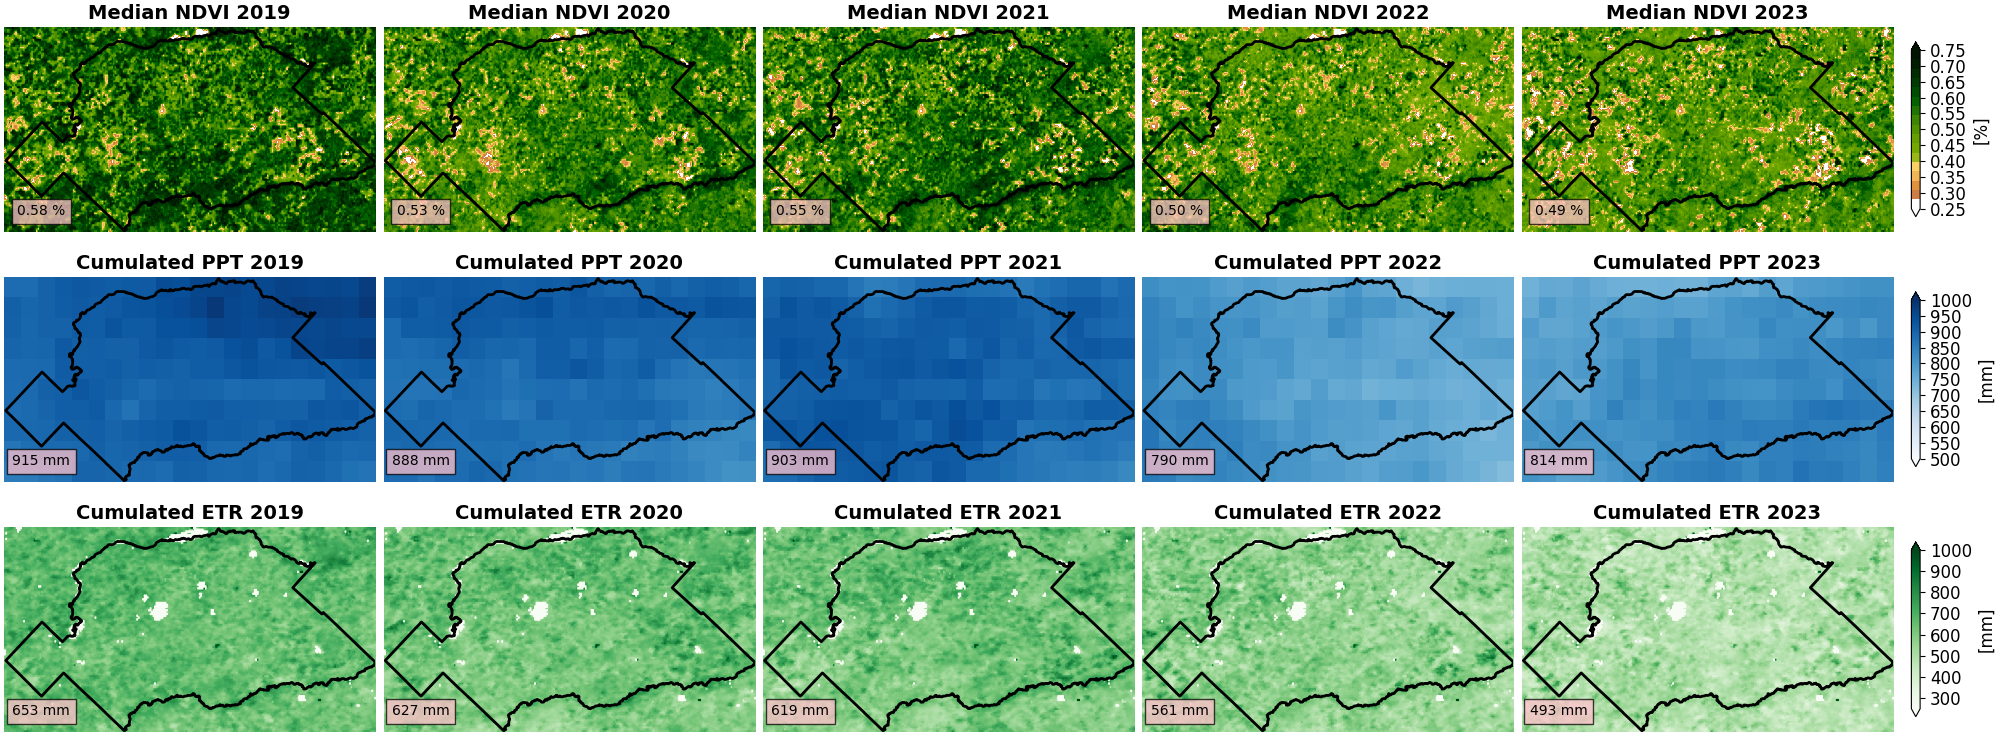 Median NDVI 2019
Median NDVI 2020
Median NDVI 2021
Median NDVI 2022
Median NDVI 2023
0.58 %
0.53 %
0.55 %
0.50 %
0.49 %
0.75
0.70
0.65
0.60
0.55
0.50
0.45
0.40
0.35
0.30
0.25
[%]
Cumulated PPT 2019
Cumulated PPT 2020
Cumulated PPT 2021
Cumulated PPT 2022
Cumulated PPT 2023
915 mm
888 mm
903 mm
790 mm
814 mm
1000
950
900
850
800
750
700
650
600
550
500
[mm]
Cumulated ETR 2019
Cumulated ETR 2020
Cumulated ETR 2021
Cumulated ETR 2022
Cumulated ETR 2023
653 mm
627 mm
619 mm
561 mm
493 mm
1000
900
800
700
600
500
400
300
[mm]